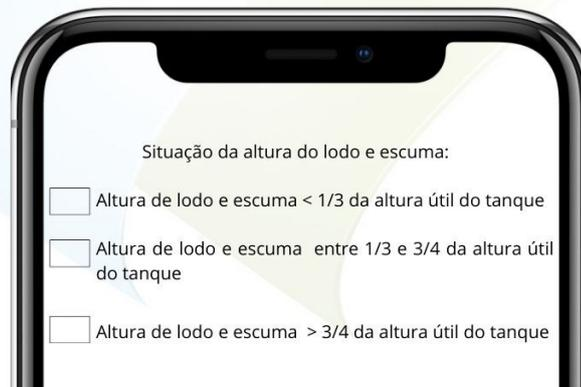 Situação da altura do lodo e escuma:
Altura de lodo e escuma < 1/3 da altura útil do tanque
Altura de lodo e escuma entre 1/3 e 3/4 da altura útil
do tanque
Altura de lodo e escuma > 3/4 da altura útil do tanque